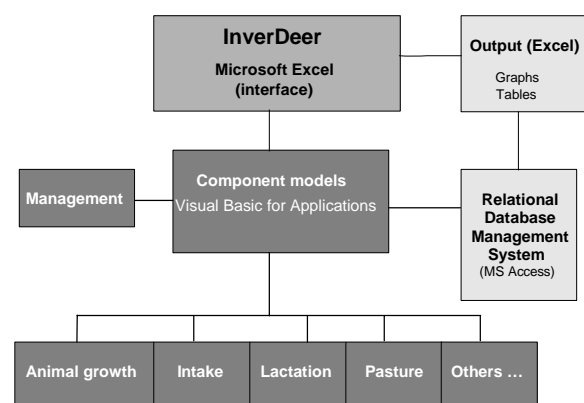 InverDeer
Microsoft Excel
(interface)
Output (Excel)
Graphs
Tables
Management
Component models
Visual Basic for Applications
Relational
Database
Management
System
(MS Access)
Animal growth
Intake
Lactation
Pasture
Others …